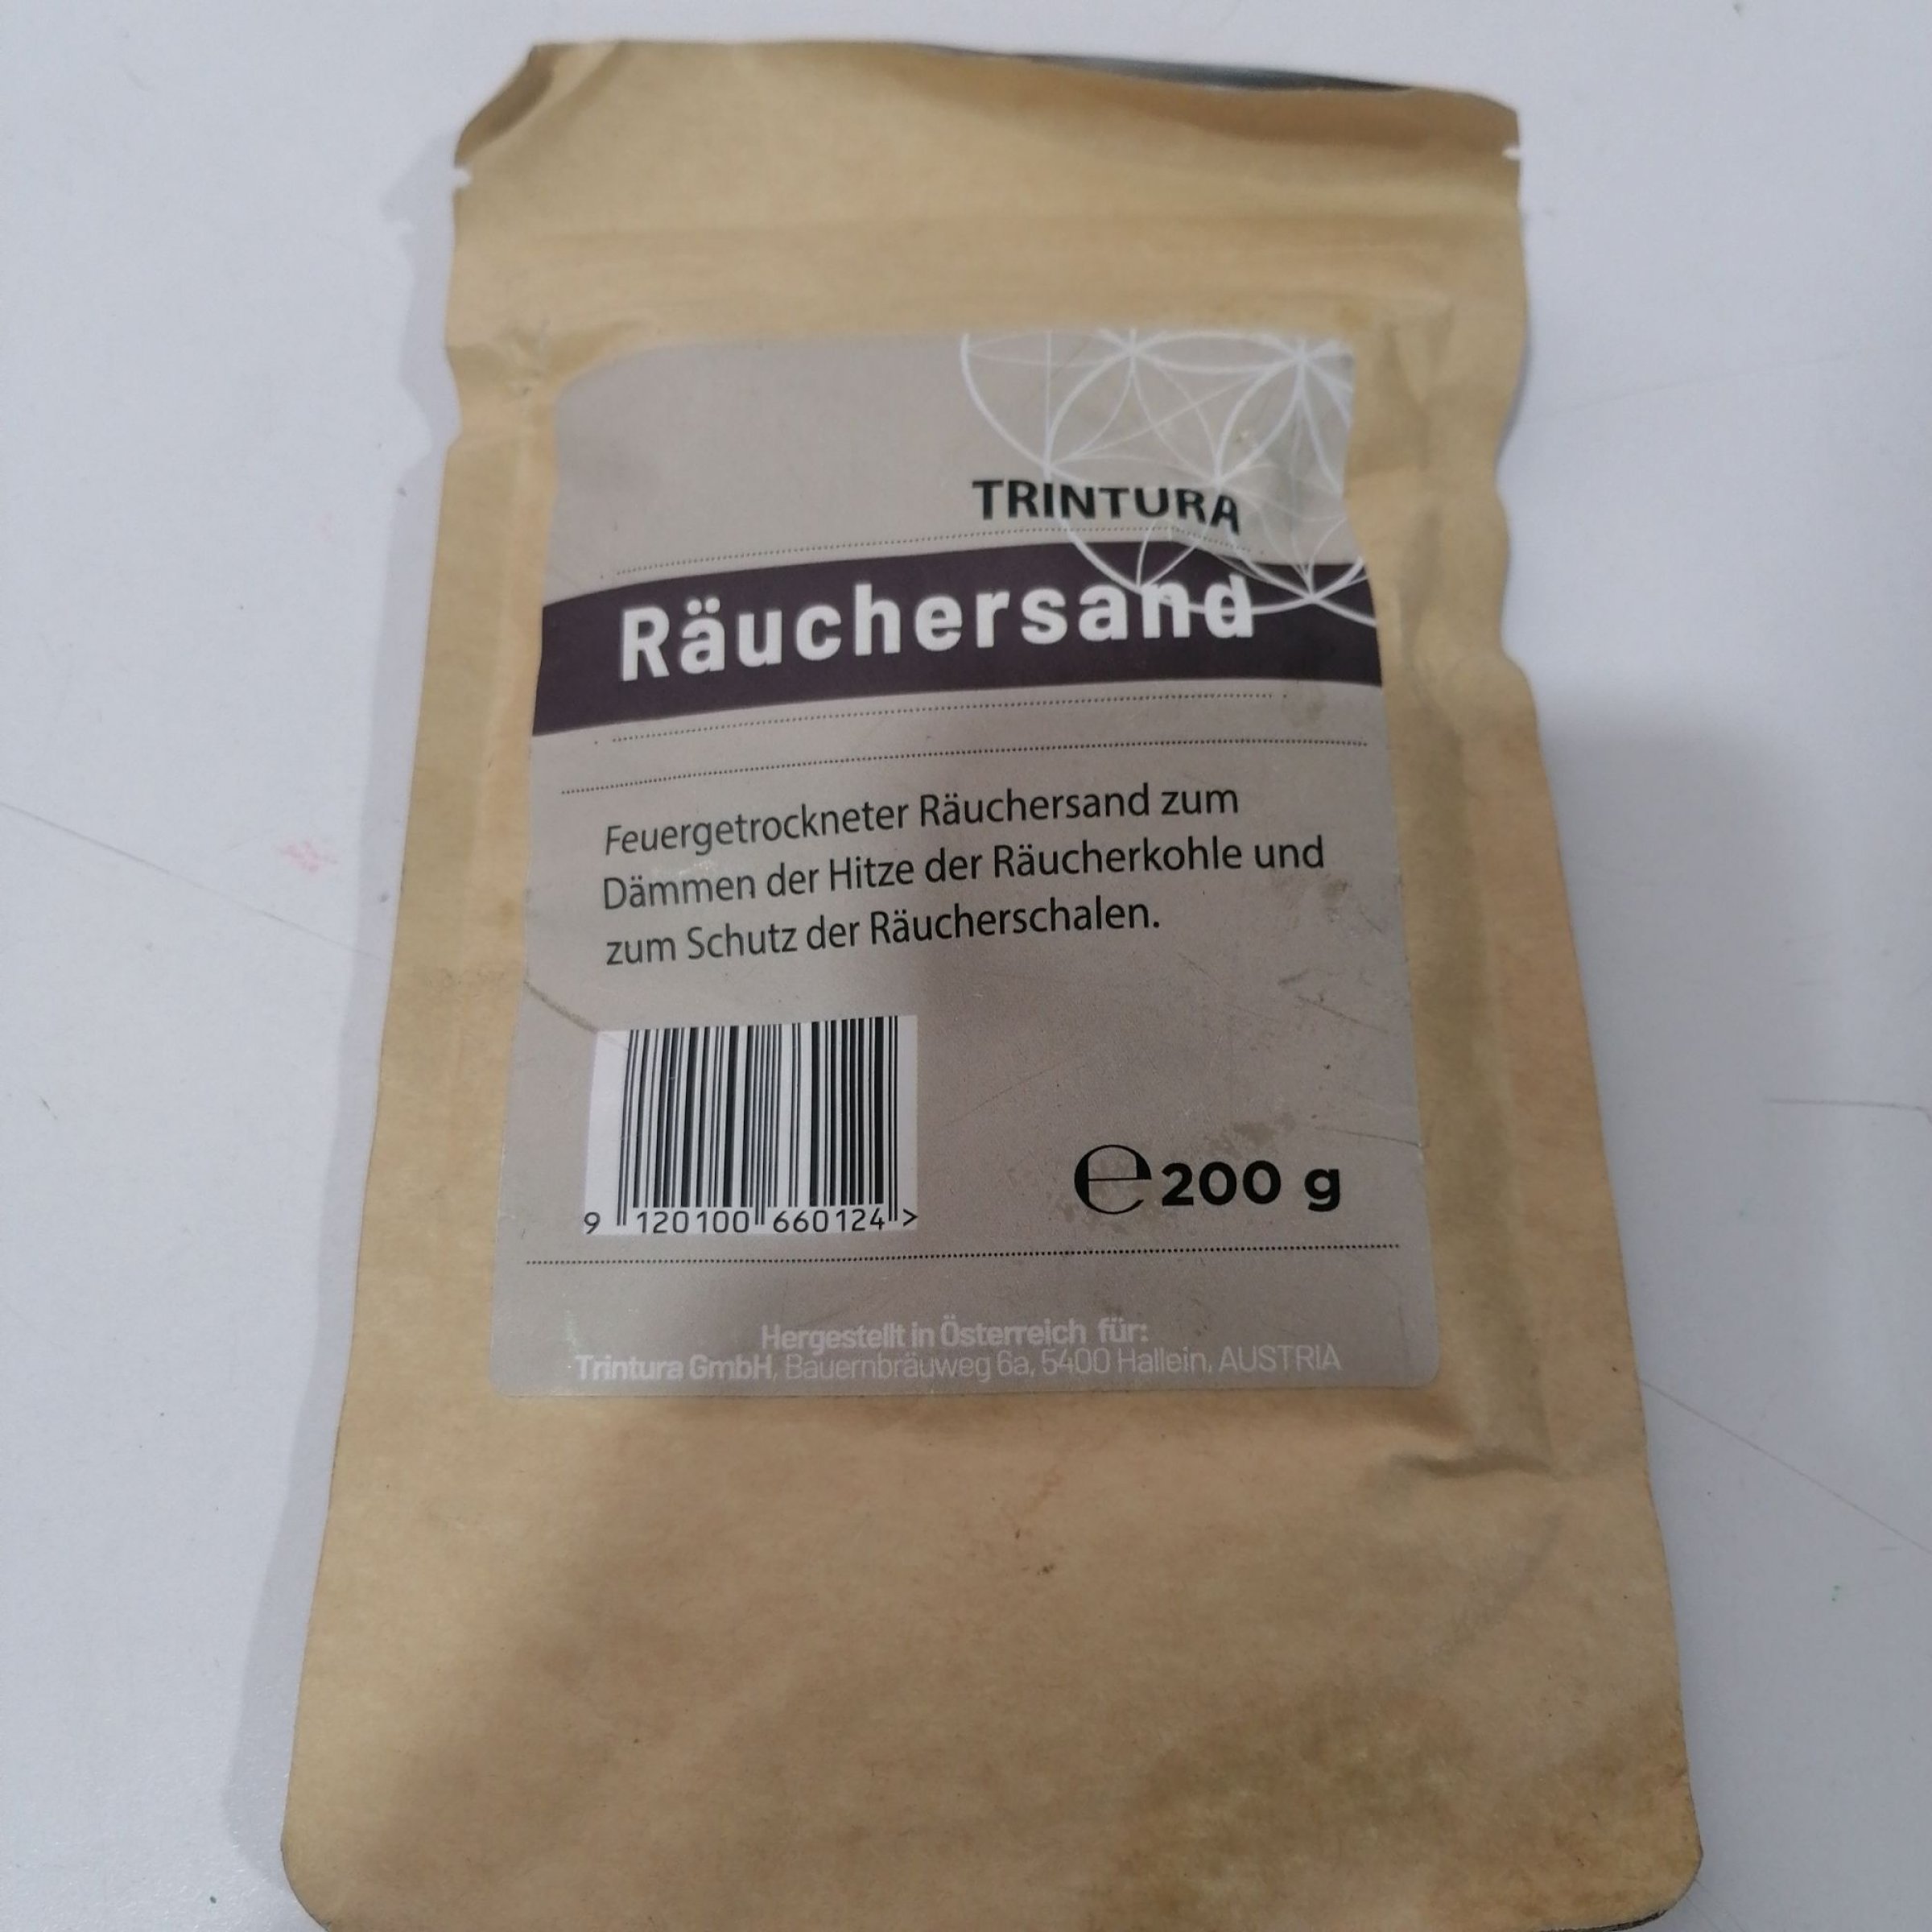 TRINTURA
Räuchersand
Feuergetrockneter Räuchersand zum
Dämmen der Hitze der Räucherkohle und
zum Schutz der Räucherschalen.
9 120100 660124 >
℮ 200 g
Hergestellt in Österreich für:
Trintura GmbH, Bauernbräuweg 6a, 5400 Hallein, AUSTRIA